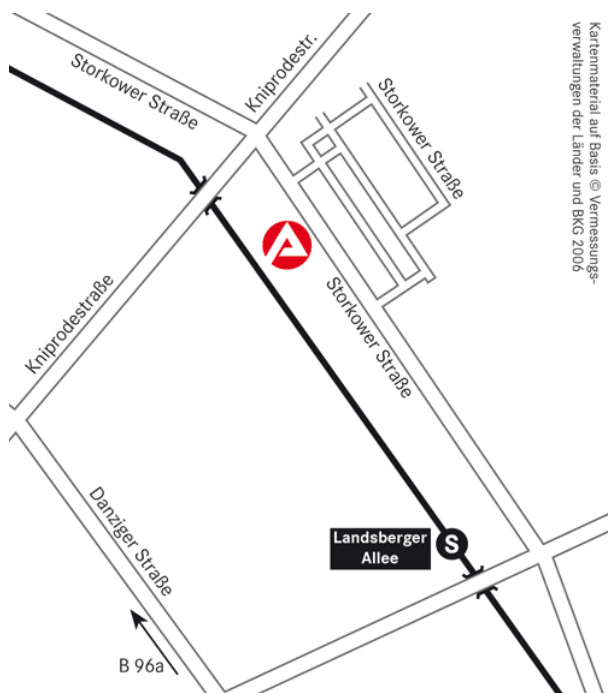 Kniprodestr.
Storkower Straße
Storkower Straße
Kartenmaterial auf Basis © Vermessungs-
verwaltungen der Länder und BKG 2006
Kniprodestraße
Storkower Straße
Danziger Straße
Landsberger
Allee
S
B 96a